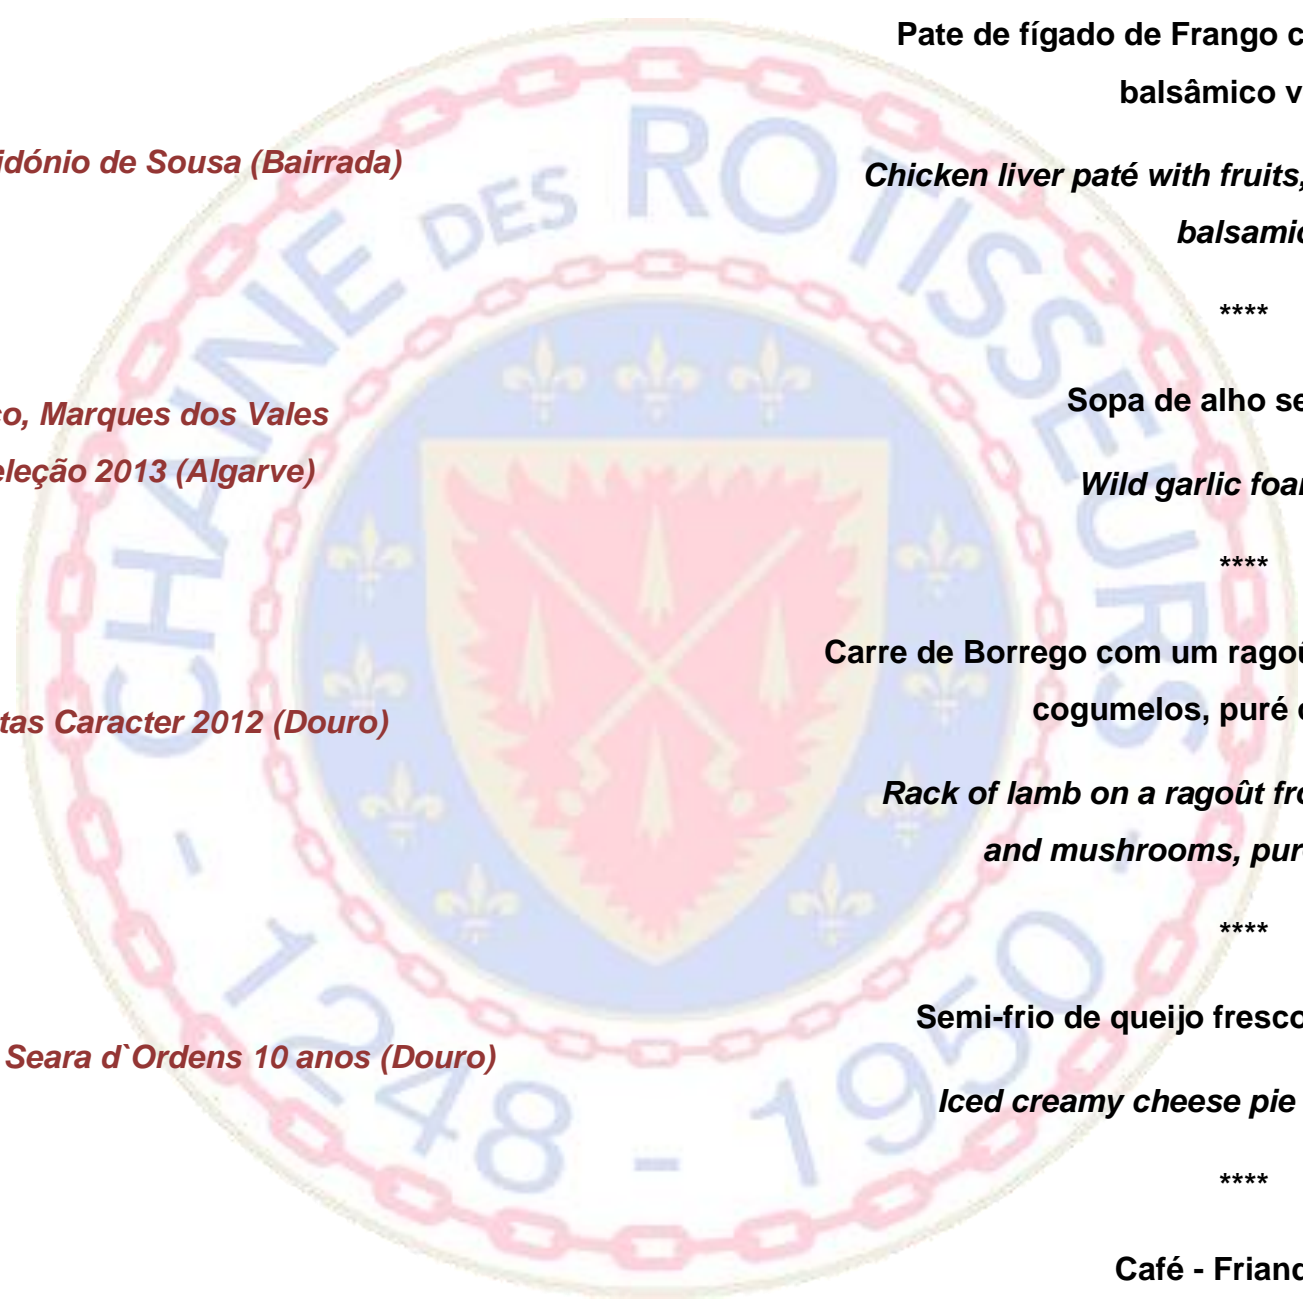 Pate de fígado de Frango c
balsâmico v
idónio de Sousa (Bairrada)
Chicken liver paté with fruits,
balsamic
****
Sopa de alho se
o, Marques dos Vales
eleção 2013 (Algarve)
Wild garlic foa
****
Carre de Borrego com um rago
cogumelos, puré
tas Caracter 2012 (Douro)
Rack of lamb on a ragoût fro
and mushrooms, pur
****
Semi-frio de queijo fresco
Seara d`Ordens 10 anos (Douro)
Iced creamy cheese pie
****
Café - Friand
CHAINE DES ROTISSEURS
- 1248 - 1950 -